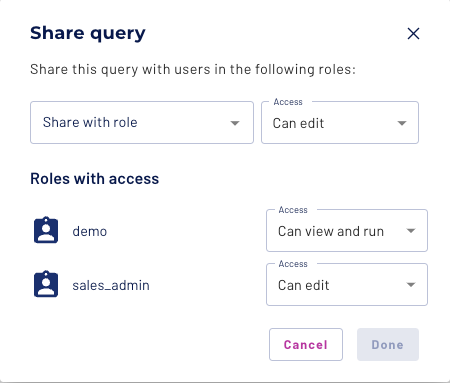 Share query
Share this query with users in the following roles:
Share with role
Access
Can edit
Roles with access
demo
Access
Can view and run
sales_admin
Access
Can edit
Cancel
Done